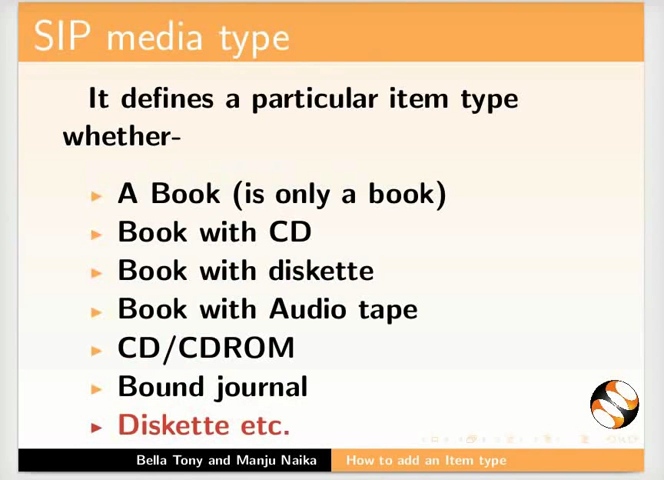 SIP media type
It defines a particular item type
whether-
A Book (is only a book)
Book with CD
Book with diskette
Book with Audio tape
CD/CDROM
Bound journal
Diskette etc.
Bella Tony and Manju Naika
How to add an Item type